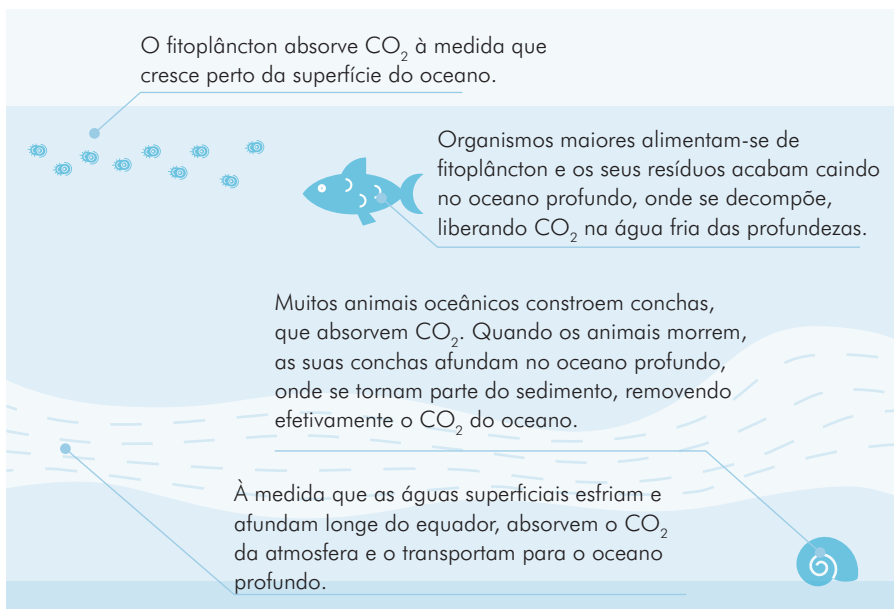 O fitoplâncton absorve CO₂ à medida que
cresce perto da superfície do oceano.
Organismos maiores alimentam-se de
fitoplâncton e os seus resíduos acabam caindo
no oceano profundo, onde se decompõe,
liberando CO₂ na água fria das profundezas.
Muitos animais oceânicos constroem conchas,
que absorvem CO₂. Quando os animais morrem,
as suas conchas afundam no oceano profundo,
onde se tornam parte do sedimento, removendo
efetivamente o CO₂ do oceano.
À medida que as águas superficiais esfriam e
afundam longe do equador, absorvem o CO₂
da atmosfera e o transportam para o oceano
profundo.